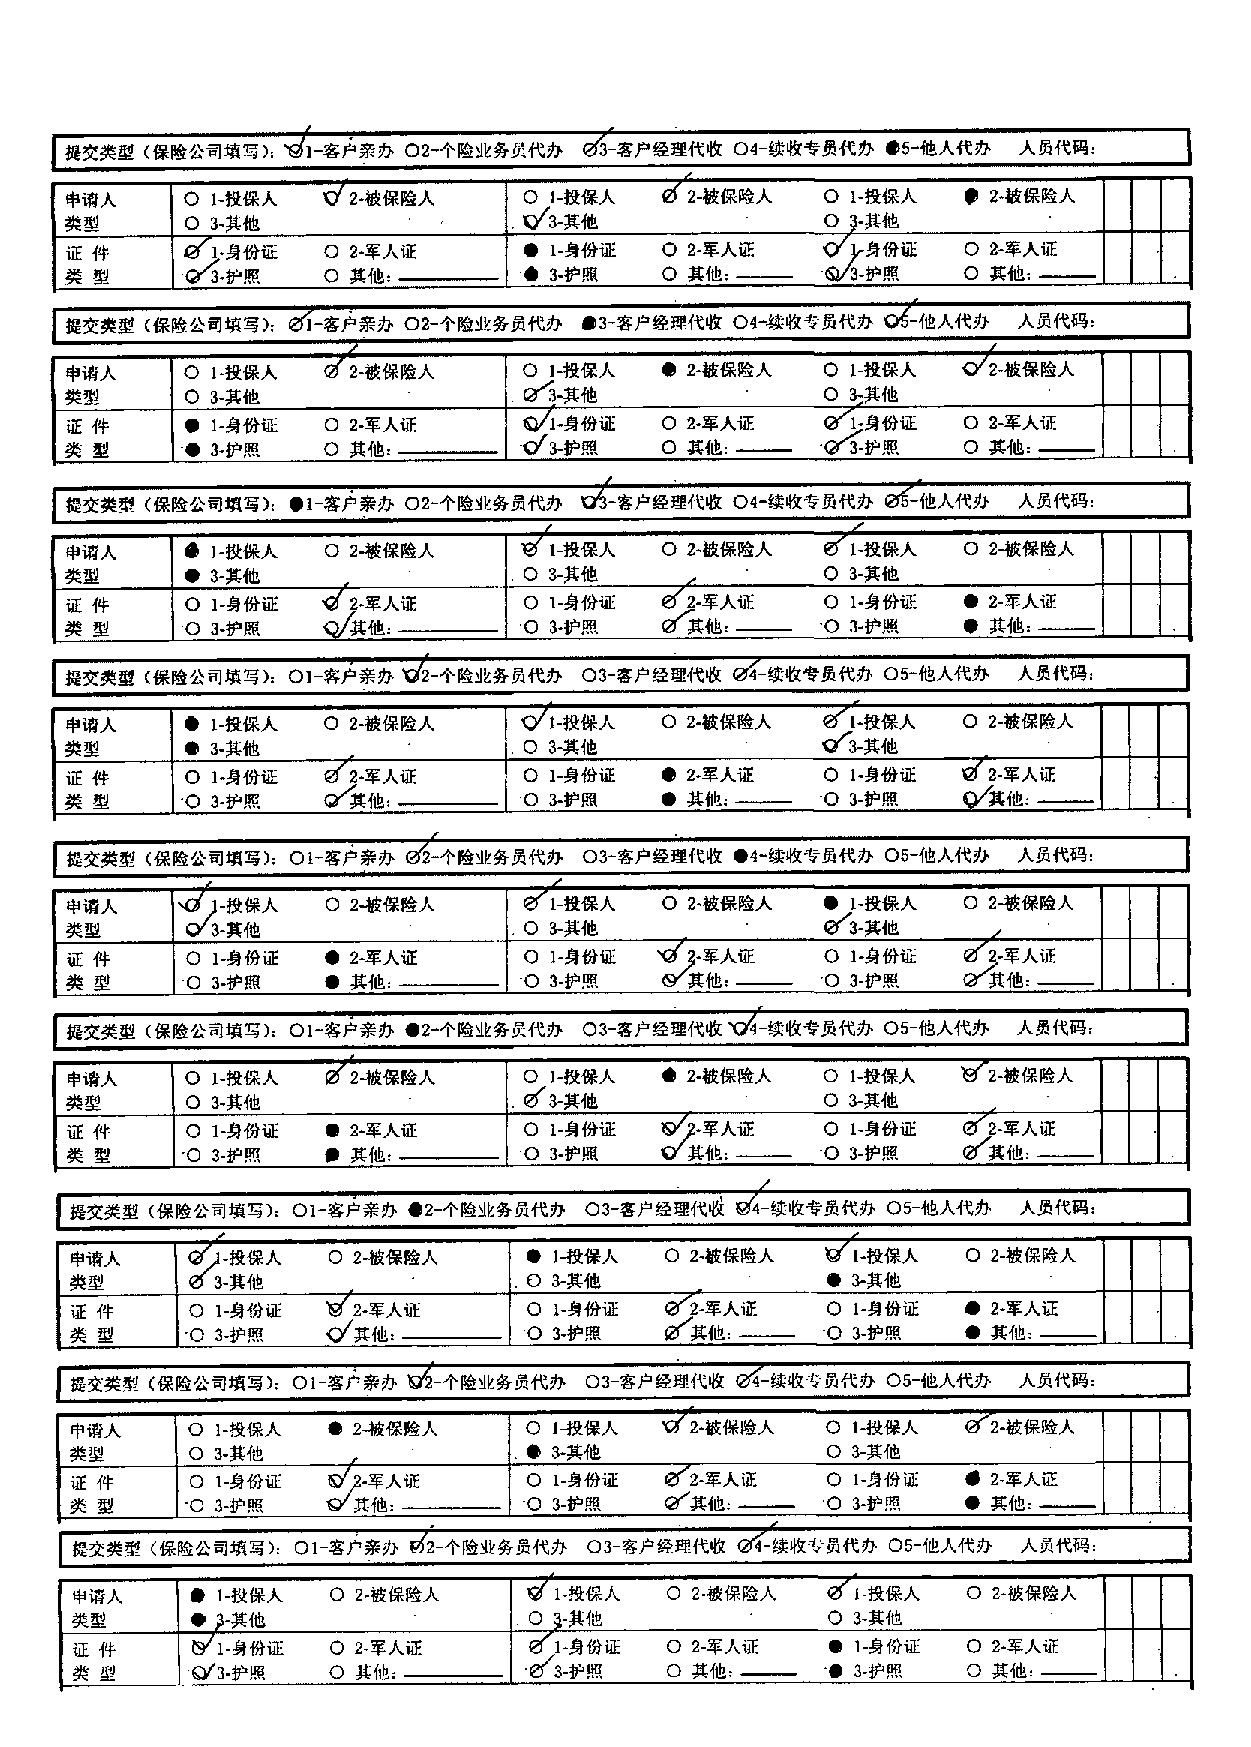 提交类型（保险公司填写）：○1-客户亲办 ○2-个险业务员代办 ○3-客户经理代收 ○4-续收专员代办 ●5-他人代办 人员代码：
申请人 ○ 1-投保人 ○ 2-被保险人 ○ 1-投保人 ○ 2-被保险人 ○ 1-投保人 ● 2-被保险人
类型 ○ 3-其他 ○ 3-其他 ○ 3-其他
证 件 ○ 1-身份证 ○ 2-军人证 ● 1-身份证 ○ 2-军人证 ○ 1-身份证 ○ 2-军人证
类 型 ○ 3-护照 ○ 其他：______ ● 3-护照 ○ 其他：______ ○ 3-护照 ○ 其他：______
提交类型（保险公司填写）：○1-客户亲办 ○2-个险业务员代办 ●3-客户经理代收 ○4-续收专员代办 ○5-他人代办 人员代码：
申请人 ○ 1-投保人 ○ 2-被保险人 ○ 1-投保人 ● 2-被保险人 ○ 1-投保人 ○ 2-被保险人
类型 ○ 3-其他 ○ 3-其他 ○ 3-其他
证 件 ● 1-身份证 ○ 2-军人证 ○ 1-身份证 ○ 2-军人证 ○ 1-身份证 ○ 2-军人证
类 型 ● 3-护照 ○ 其他：______ ○ 3-护照 ○ 其他：______ ○ 3-护照 ○ 其他：______
提交类型（保险公司填写）：●1-客户亲办 ○2-个险业务员代办 ○3-客户经理代收 ○4-续收专员代办 ○5-他人代办 人员代码：
申请人 ● 1-投保人 ○ 2-被保险人 ○ 1-投保人 ○ 2-被保险人 ○ 1-投保人 ○ 2-被保险人
类型 ● 3-其他 ○ 3-其他 ○ 3-其他
证 件 ○ 1-身份证 ○ 2-军人证 ○ 1-身份证 ○ 2-军人证 ○ 1-身份证 ● 2-军人证
类 型 ○ 3-护照 ○ 其他：______ ○ 3-护照 ○ 其他：______ ○ 3-护照 ● 其他：______
提交类型（保险公司填写）：○1-客户亲办 ○2-个险业务员代办 ○3-客户经理代收 ○4-续收专员代办 ○5-他人代办 人员代码：
申请人 ● 1-投保人 ○ 2-被保险人 ○ 1-投保人 ○ 2-被保险人 ○ 1-投保人 ○ 2-被保险人
类型 ● 3-其他 ○ 3-其他 ○ 3-其他
证 件 ○ 1-身份证 ○ 2-军人证 ○ 1-身份证 ● 2-军人证 ○ 1-身份证 ○ 2-军人证
类 型 ○ 3-护照 ○ 其他：______ ○ 3-护照 ● 其他：______ ○ 3-护照 ○ 其他：______
提交类型（保险公司填写）：○1-客户亲办 ○2-个险业务员代办 ○3-客户经理代收 ●4-续收专员代办 ○5-他人代办 人员代码：
申请人 ○ 1-投保人 ○ 2-被保险人 ○ 1-投保人 ○ 2-被保险人 ● 1-投保人 ○ 2-被保险人
类型 ○ 3-其他 ○ 3-其他 ○ 3-其他
证 件 ○ 1-身份证 ● 2-军人证 ○ 1-身份证 ○ 2-军人证 ○ 1-身份证 ○ 2-军人证
类 型 ○ 3-护照 ● 其他：______ ○ 3-护照 ○ 其他：______ ○ 3-护照 ○ 其他：______
提交类型（保险公司填写）：○1-客户亲办 ●2-个险业务员代办 ○3-客户经理代收 ○4-续收专员代办 ○5-他人代办 人员代码：
申请人 ○ 1-投保人 ○ 2-被保险人 ○ 1-投保人 ● 2-被保险人 ○ 1-投保人 ○ 2-被保险人
类型 ○ 3-其他 ○ 3-其他 ○ 3-其他
证 件 ○ 1-身份证 ● 2-军人证 ○ 1-身份证 ○ 2-军人证 ○ 1-身份证 ○ 2-军人证
类 型 ○ 3-护照 ● 其他：______ ○ 3-护照 ○ 其他：______ ○ 3-护照 ○ 其他：______
提交类型（保险公司填写）：○1-客户亲办 ●2-个险业务员代办 ○3-客户经理代收 ○4-续收专员代办 ○5-他人代办 人员代码：
申请人 ○ 1-投保人 ○ 2-被保险人 ● 1-投保人 ○ 2-被保险人 ○ 1-投保人 ○ 2-被保险人
类型 ○ 3-其他 ○ 3-其他 ● 3-其他
证 件 ○ 1-身份证 ○ 2-军人证 ○ 1-身份证 ○ 2-军人证 ○ 1-身份证 ● 2-军人证
类 型 ○ 3-护照 ○ 其他：______ ○ 3-护照 ○ 其他：______ ○ 3-护照 ● 其他：______
提交类型（保险公司填写）：○1-客户亲办 ○2-个险业务员代办 ○3-客户经理代收 ○4-续收专员代办 ○5-他人代办 人员代码：
申请人 ○ 1-投保人 ● 2-被保险人 ○ 1-投保人 ○ 2-被保险人 ○ 1-投保人 ○ 2-被保险人
类型 ○ 3-其他 ● 3-其他 ○ 3-其他
证 件 ○ 1-身份证 ○ 2-军人证 ○ 1-身份证 ○ 2-军人证 ○ 1-身份证 ● 2-军人证
类 型 ○ 3-护照 ○ 其他：______ ○ 3-护照 ○ 其他：______ ○ 3-护照 ● 其他：______
提交类型（保险公司填写）：○1-客户亲办 ○2-个险业务员代办 ○3-客户经理代收 ○4-续收专员代办 ○5-他人代办 人员代码：
申请人 ● 1-投保人 ○ 2-被保险人 ○ 1-投保人 ○ 2-被保险人 ○ 1-投保人 ○ 2-被保险人
类型 ● 3-其他 ○ 3-其他 ○ 3-其他
证 件 ○ 1-身份证 ○ 2-军人证 ○ 1-身份证 ○ 2-军人证 ● 1-身份证 ○ 2-军人证
类 型 ○ 3-护照 ○ 其他：______ ○ 3-护照 ○ 其他：______ ● 3-护照 ○ 其他：______